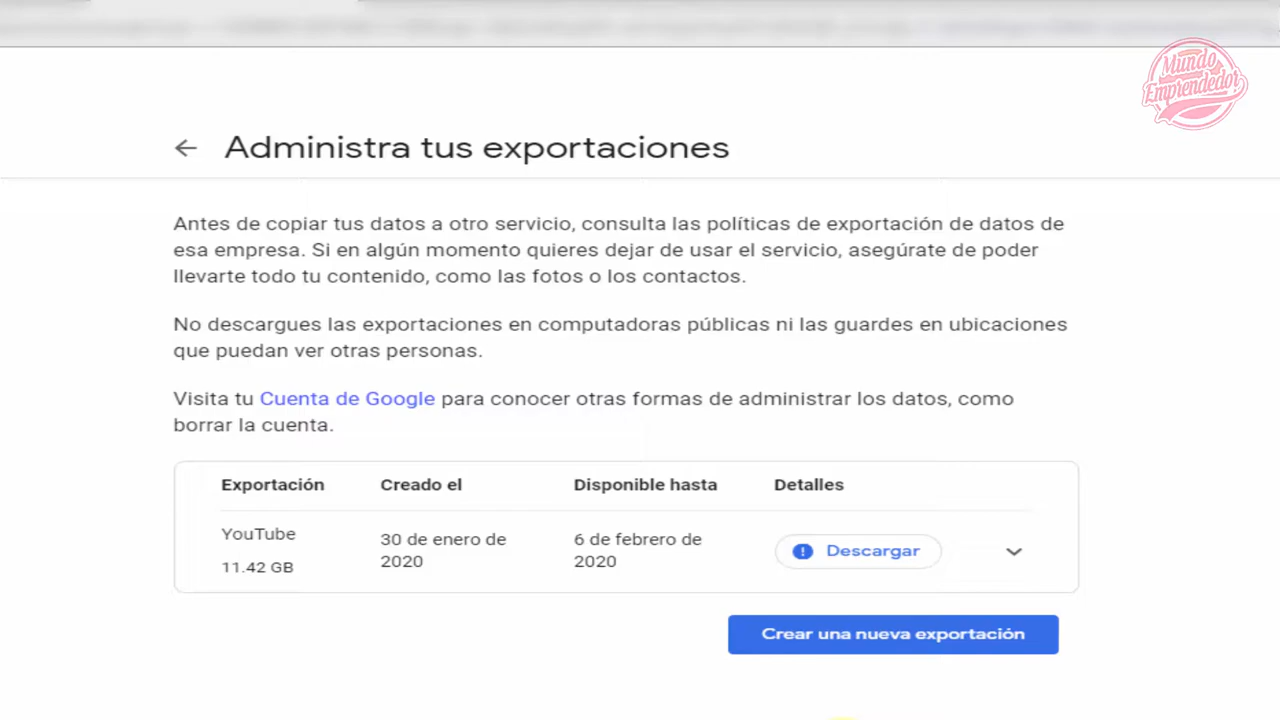 Mundo
Emprendedor
Administra tus exportaciones
Antes de copiar tus datos a otro servicio, consulta las políticas de exportación de datos de
esa empresa. Si en algún momento quieres dejar de usar el servicio, asegúrate de poder
llevarte todo tu contenido, como las fotos o los contactos.
No descargues las exportaciones en computadoras públicas ni las guardes en ubicaciones
que puedan ver otras personas.
Visita tu Cuenta de Google para conocer otras formas de administrar los datos, como
borrar la cuenta.
Exportación Creado el Disponible hasta Detalles
YouTube 30 de enero de 6 de febrero de Descargar
11.42 GB 2020 2020
Crear una nueva exportación